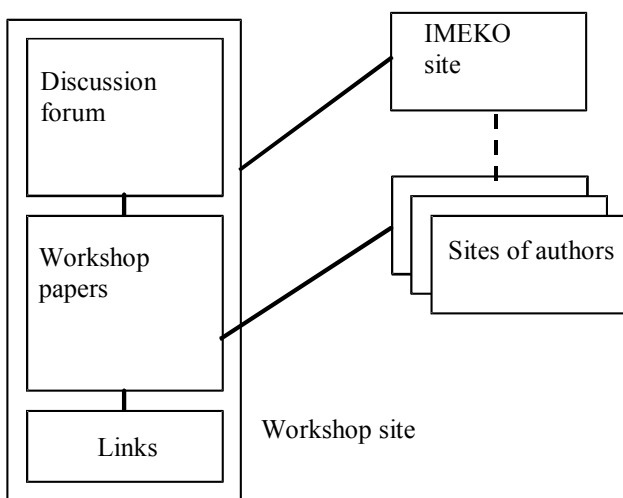 Discussion
forum
Workshop
papers
Links
Workshop site
IMEKO
site
Sites of authors